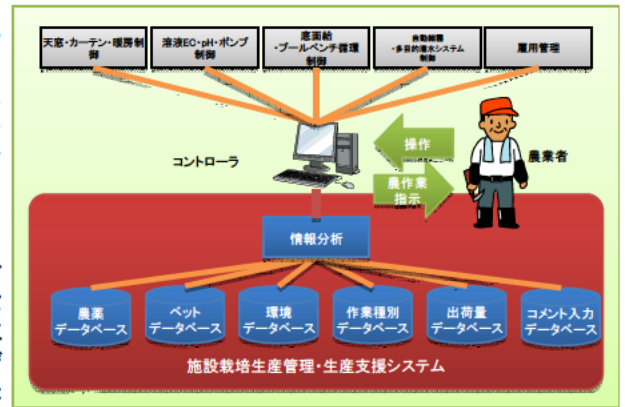 天窓・カーテン・暖房制
御
溶液EC・pH・ポンプ
制御
底面給
・プールベンチ循環
制御
自動細霧
・多目的灌水システム
制御
雇用管理
コントローラ
操作
農作業
指示
農業者
情報分析
農薬
データベース
ベット
データベース
環境
データベース
作業種別
データベース
出荷量
データベース
コメント入力
データベース
施設栽培生産管理・生産支援システム